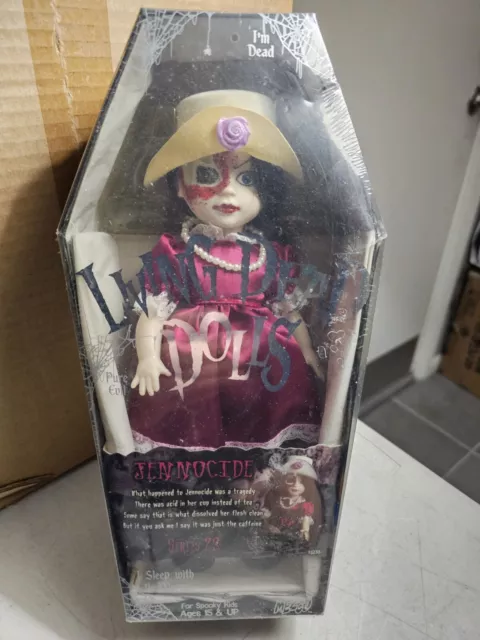 I'm
Dead
LIVING DEAD
DOLLS
JENNOCIDE
What happened to Jennocide was a tragedy
There was acid in her cup instead of tea
Some say that is what dissolved her flesh clean
But if you ask me I say it was just the caffeine
Sleep with
For Spooky Kids
Ages 15 & UP